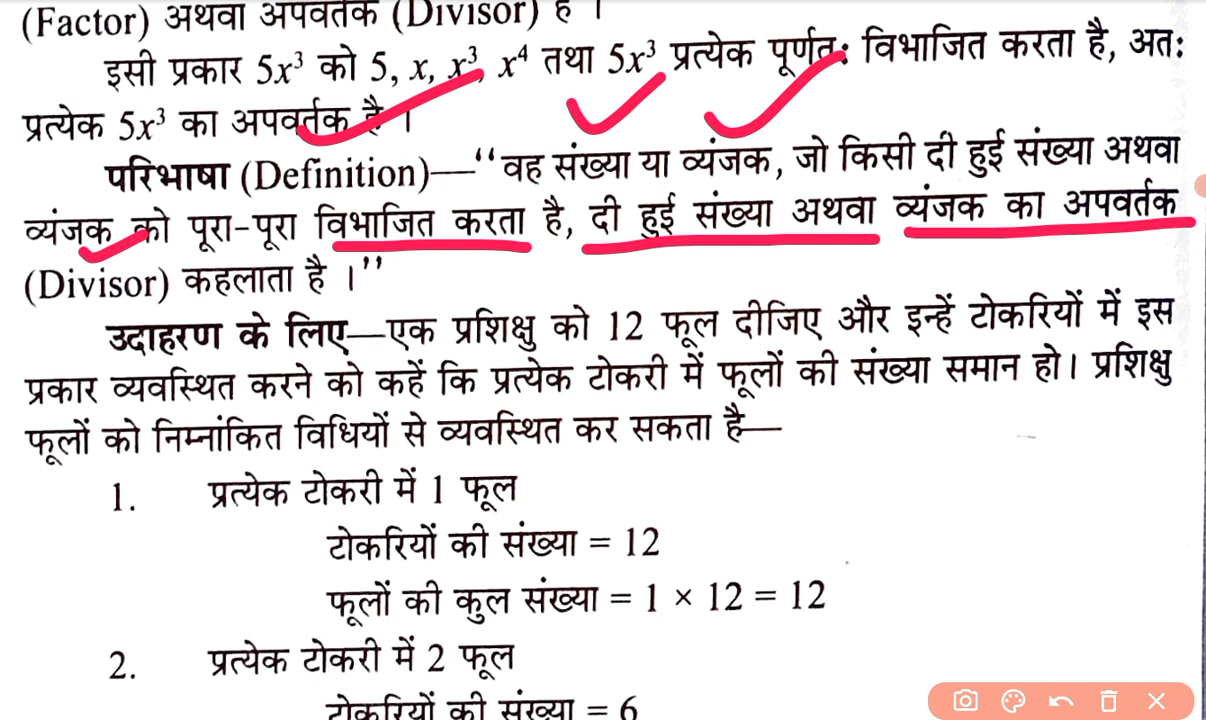 (Factor) अथवा अपवर्तक (Divisor) है ।
इसी प्रकार 5x³ को 5, x, x³, x⁴ तथा 5x³ प्रत्येक पूर्णतः विभाजित करता है, अतः
प्रत्येक 5x³ का अपवर्तक है ।
परिभाषा (Definition)—“वह संख्या या व्यंजक, जो किसी दी हुई संख्या अथवा
व्यंजक को पूरा-पूरा विभाजित करता है, दी हुई संख्या अथवा व्यंजक का अपवर्तक
(Divisor) कहलाता है ।”
उदाहरण के लिए—एक प्रशिक्षु को 12 फूल दीजिए और इन्हें टोकरियों में इस
प्रकार व्यवस्थित करने को कहें कि प्रत्येक टोकरी में फूलों की संख्या समान हो। प्रशिक्षु
फूलों को निम्नांकित विधियों से व्यवस्थित कर सकता है—
1. प्रत्येक टोकरी में 1 फूल
टोकरियों की संख्या = 12
फूलों की कुल संख्या = 1 × 12 = 12
2. प्रत्येक टोकरी में 2 फूल
टोकरियों की संख्या = 6